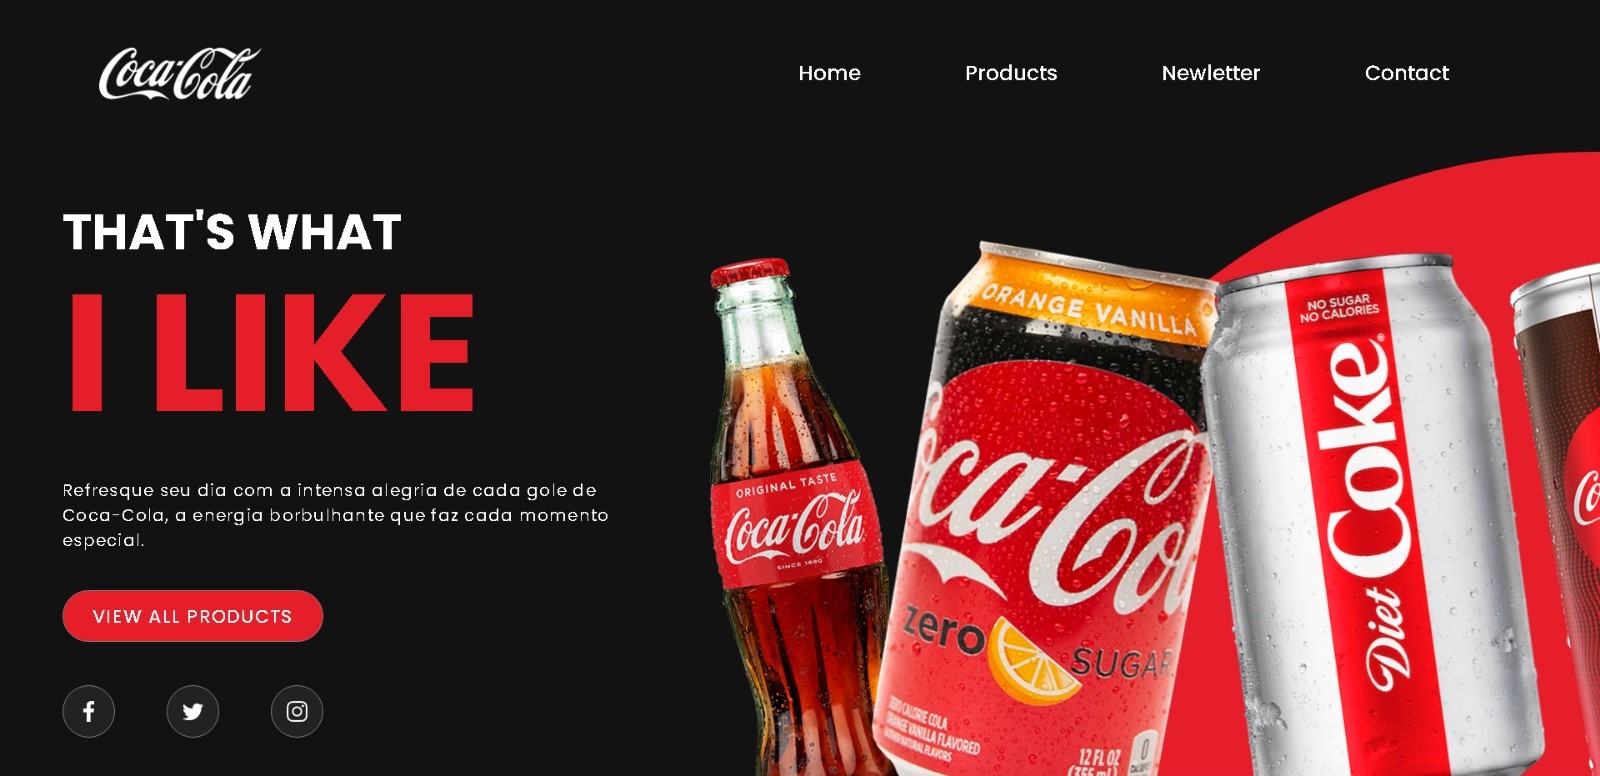 Coca-Cola
Home
Products
Newletter
Contact
THAT'S WHAT
I LIKE
Refresque seu dia com a intensa alegria de cada gole de
Coca-Cola, a energia borbulhante que faz cada momento
especial.
VIEW ALL PRODUCTS
ORIGINAL TASTE
Coca-Cola
SINCE 1886
ORANGE VANILLA
Coca-Col
zero
SUGAR
ZERO CALORIE COLA
ORANGE VANILLA FLAVORED
NATURAL FLAVORS
12 FL OZ
(355 mL)
0
NO SUGAR
NO CALORIES
Diet Coke®